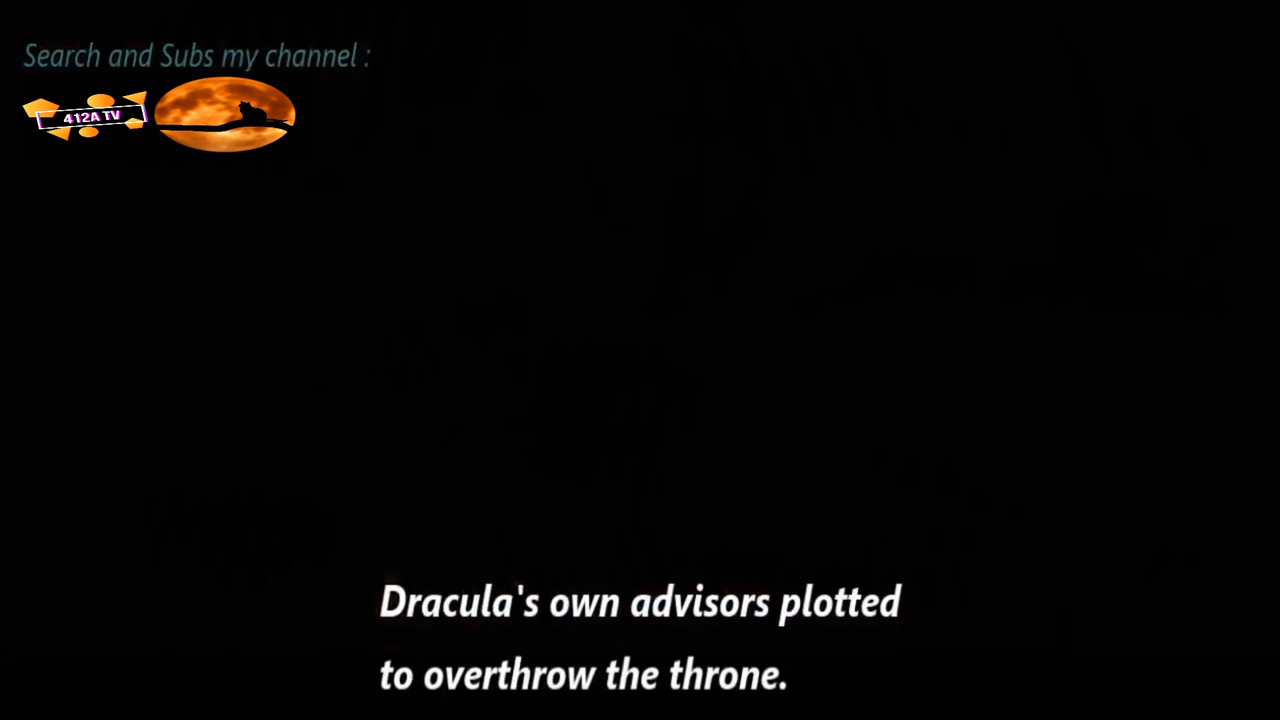 Search and Subs my channel :
412A TV
Dracula's own advisors plotted
to overthrow the throne.